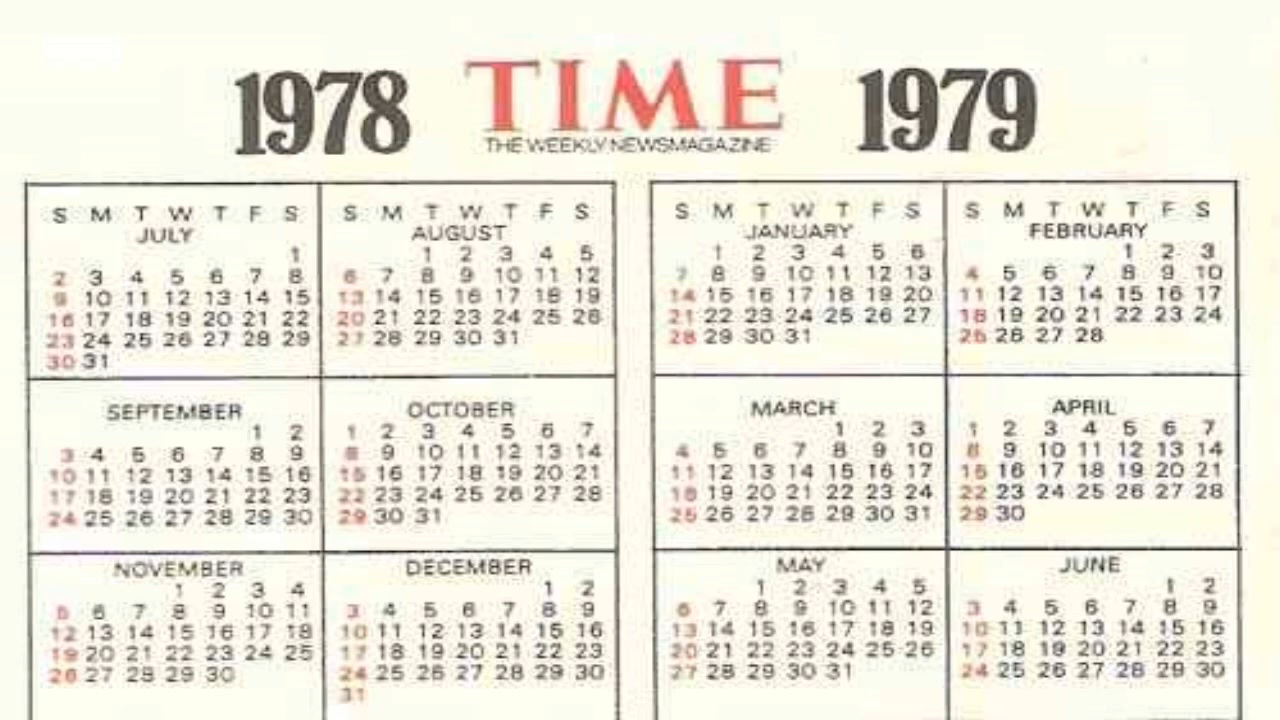 1978 TIME 1979
THE WEEKLY NEWSMAGAZINE
S M T W T F S
JULY
1
2 3 4 5 6 7 8
9 10 11 12 13 14 15
16 17 18 19 20 21 22
23 24 25 26 27 28 29
30 31
S M T W T F S
AUGUST
1 2 3 4 5
6 7 8 9 10 11 12
13 14 15 16 17 18 19
20 21 22 23 24 25 26
27 28 29 30 31
SEPTEMBER
1 2
3 4 5 6 7 8 9
10 11 12 13 14 15 16
17 18 19 20 21 22 23
24 25 26 27 28 29 30
OCTOBER
1 2 3 4 5 6 7
8 9 10 11 12 13 14
15 16 17 18 19 20 21
22 23 24 25 26 27 28
29 30 31
NOVEMBER
1 2 3 4
5 6 7 8 9 10 11
12 13 14 15 16 17 18
19 20 21 22 23 24 25
26 27 28 29 30
DECEMBER
1 2
3 4 5 6 7 8 9
10 11 12 13 14 15 16
17 18 19 20 21 22 23
24 25 26 27 28 29 30
31
S M T W T F S
JANUARY
1 2 3 4 5 6
7 8 9 10 11 12 13
14 15 16 17 18 19 20
21 22 23 24 25 26 27
28 29 30 31
S M T W T F S
FEBRUARY
1 2 3
4 5 6 7 8 9 10
11 12 13 14 15 16 17
18 19 20 21 22 23 24
25 26 27 28
MARCH
1 2 3
4 5 6 7 8 9 10
11 12 13 14 15 16 17
18 19 20 21 22 23 24
25 26 27 28 29 30 31
APRIL
1 2 3 4 5 6 7
8 9 10 11 12 13 14
15 16 17 18 19 20 21
22 23 24 25 26 27 28
29 30
MAY
1 2 3 4 5
6 7 8 9 10 11 12
13 14 15 16 17 18 19
20 21 22 23 24 25 26
27 28 29 30 31
JUNE
1 2
3 4 5 6 7 8 9
10 11 12 13 14 15 16
17 18 19 20 21 22 23
24 25 26 27 28 29 30